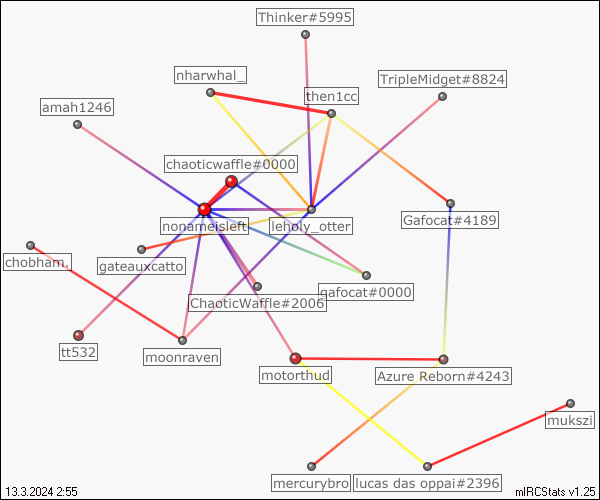 Thinker#5995
nharwhal_
TripleMidget#8824
then1cc
amah1246
chaoticwaffle#0000
nonameisleft
leholy_otter
Gafocat#4189
chobham.
gateauxcatto
gafocat#0000
ChaoticWaffle#2006
tt532
moonraven
motorthud
Azure Reborn#4243
mukszi
mercurybro
lucas das oppai#2396
13.3.2024 2:55
mIRCStats v1.25